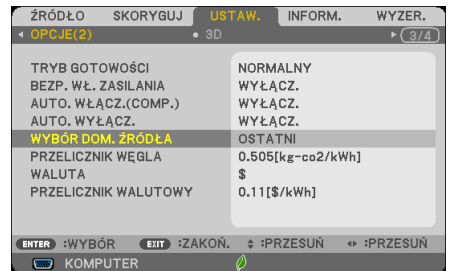 ŹRÓDŁO SKORYGUJ USTAW. INFORM. WYZER.
OPCJE(2) 3D 3/4
TRYB GOTOWOŚCI NORMALNY
BEZP. WŁ. ZASILANIA WYŁĄCZ.
AUTO. WŁĄCZ.(COMP.) WYŁĄCZ.
AUTO. WYŁĄCZ. WYŁĄCZ.
WYBÓR DOM. ŹRÓDŁA OSTATNI
PRZELICZNIK WĘGLA 0.505[kg-co2/kWh]
WALUTA $
PRZELICZNIK WALUTOWY 0.11[$/kWh]
ENTER :WYBÓR EXIT :ZAKOŃ. :PRZESUŃ :PRZESUŃ
KOMPUTER